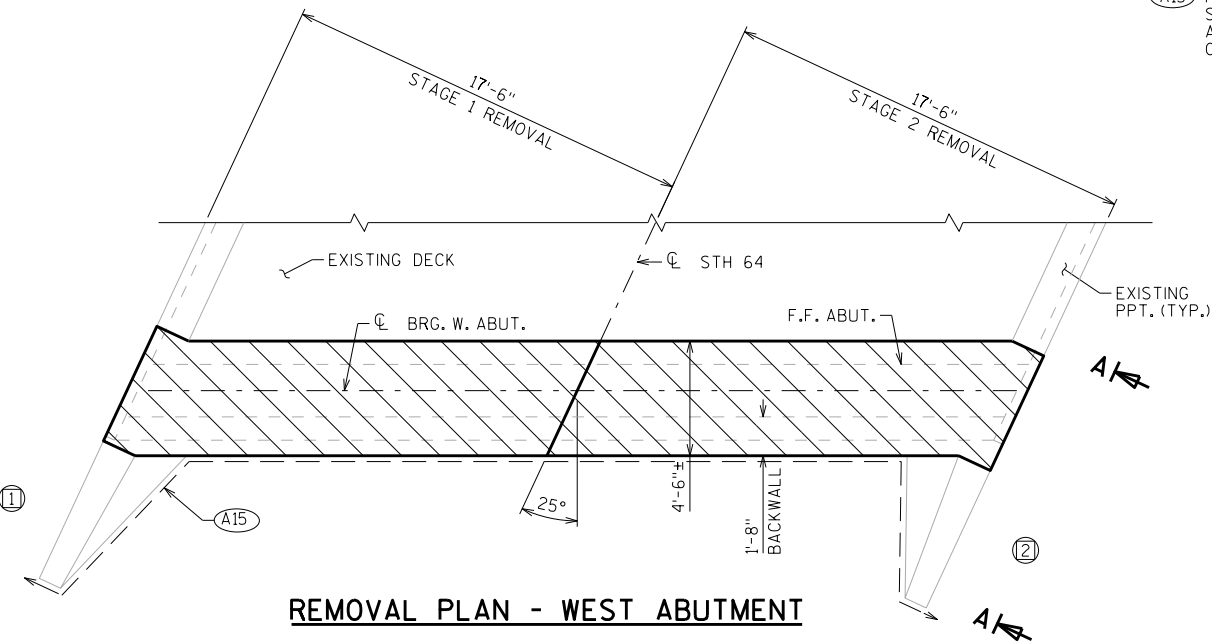 17'-6"
STAGE 1 REMOVAL
17'-6"
STAGE 2 REMOVAL
EXISTING DECK
℄ STH 64
EXISTING
PPT. (TYP.)
℄ BRG. W. ABUT.
F.F. ABUT.
A
4'-6"±
1'-8"
BACKWALL
25°
1
A15
2
A
REMOVAL PLAN - WEST ABUTMENT